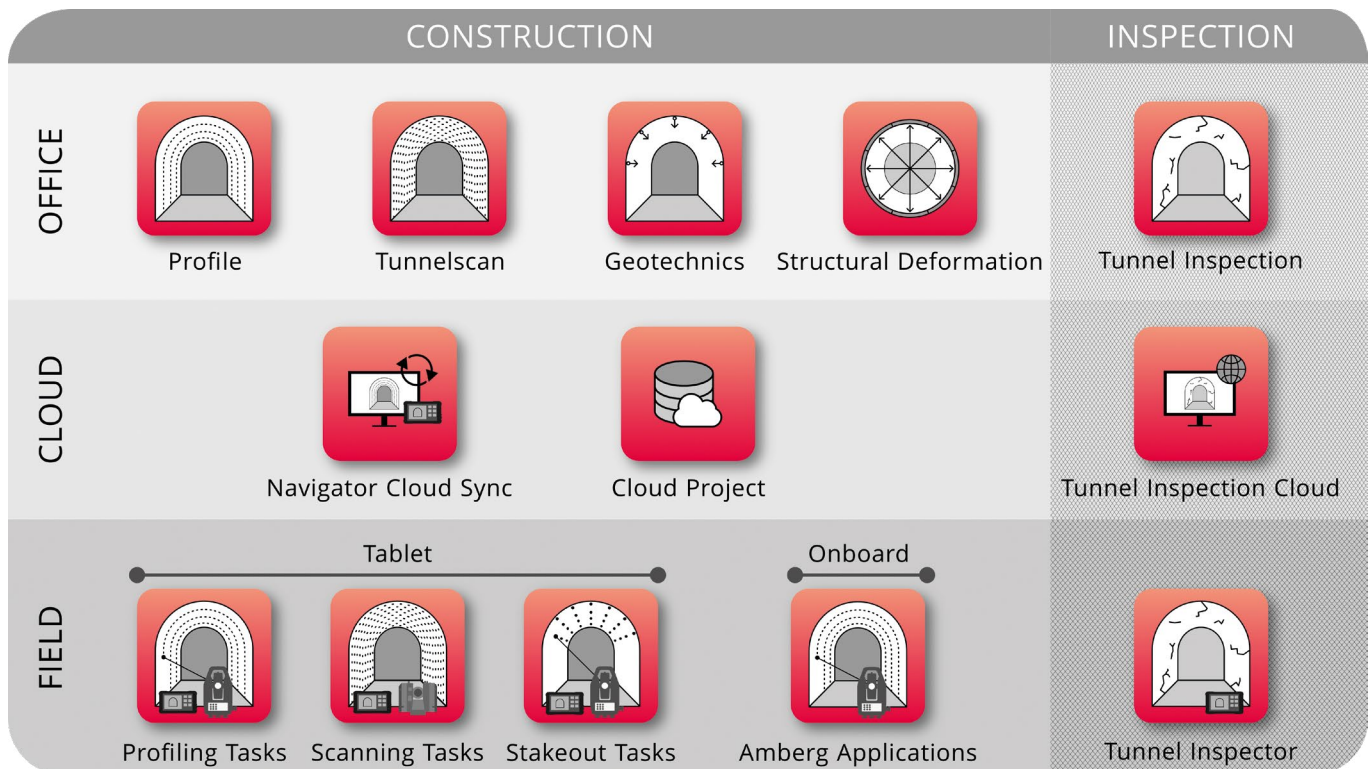 CONSTRUCTION
INSPECTION
OFFICE
Profile
Tunnelscan
Geotechnics
Structural Deformation
Tunnel Inspection
CLOUD
Navigator Cloud Sync
Cloud Project
Tunnel Inspection Cloud
FIELD
Tablet
Onboard
Profiling Tasks
Scanning Tasks
Stakeout Tasks
Amberg Applications
Tunnel Inspector